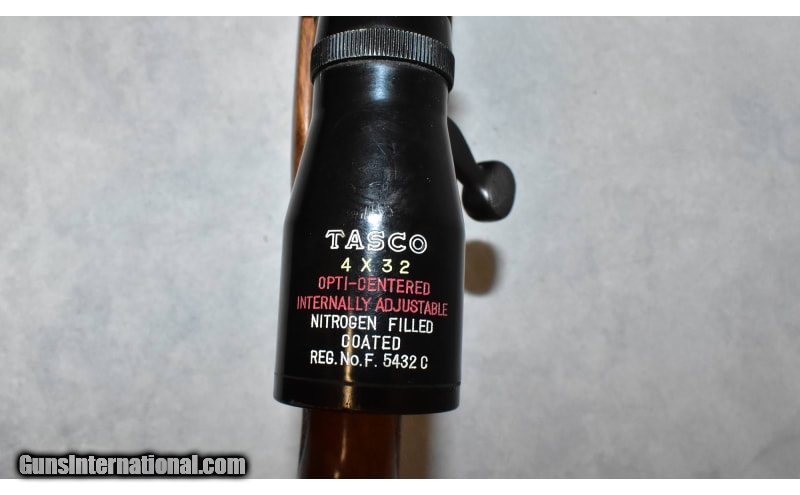 TASCO
4 X 32
OPTI-CENTERED
INTERNALLY ADJUSTABLE
NITROGEN FILLED
COATED
REG. No. F. 5432 C
GunsInternational.com